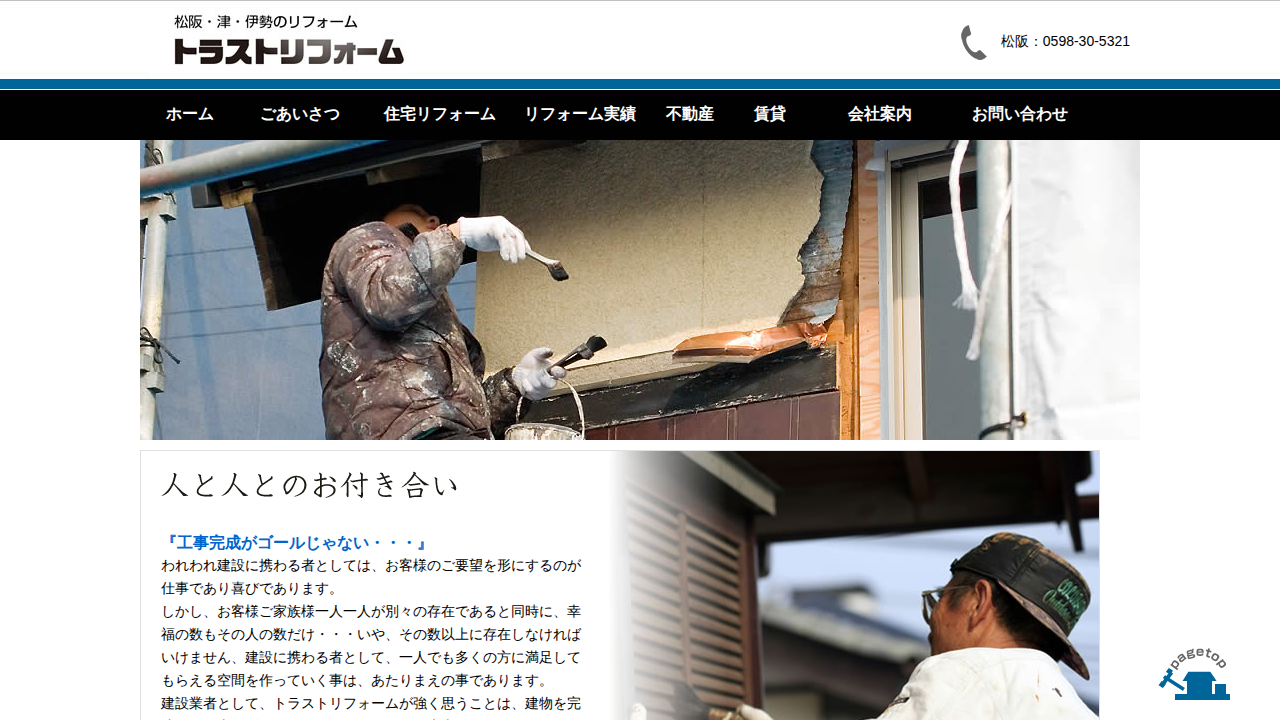 松阪・津・伊勢のリフォーム
トラストリフォーム
松阪：0598-30-5321
ホーム ごあいさつ 住宅リフォーム リフォーム実績 不動産 賃貸 会社案内 お問い合わせ
人と人とのお付き合い
『工事完成がゴールじゃない・・・』
われわれ建設に携わる者としては、お客様のご要望を形にするのが
仕事であり喜びであります。
しかし、お客様ご家族様一人一人が別々の存在であると同時に、幸
福の数もその人の数だけ・・・いや、その数以上に存在しなければ
いけません、建設に携わる者として、一人でも多くの方に満足して
もらえる空間を作っていく事は、あたりまえの事であります。
建設業者として、トラストリフォームが強く思うことは、建物を完
pagetop